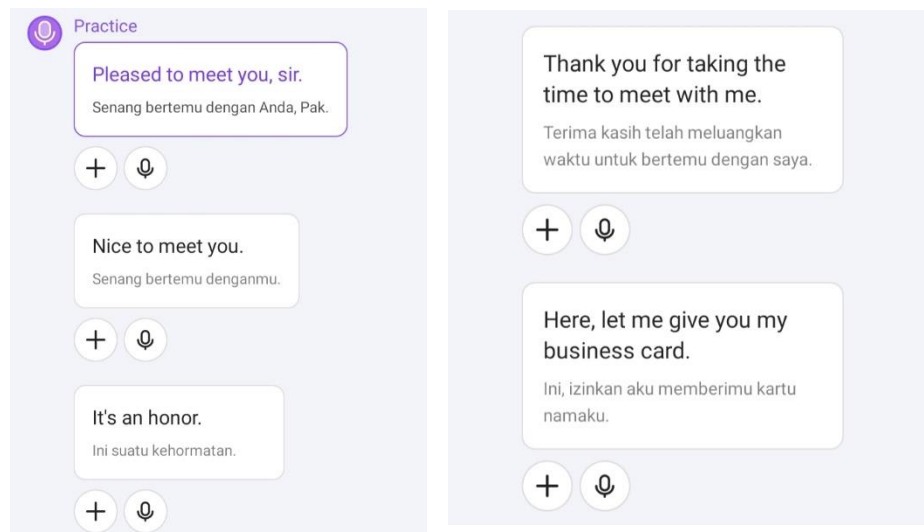 Practice
Pleased to meet you, sir.
Senang bertemu dengan Anda, Pak.
Nice to meet you.
Senang bertemu denganmu.
It's an honor.
Ini suatu kehormatan.
Thank you for taking the
time to meet with me.
Terima kasih telah meluangkan
waktu untuk bertemu dengan saya.
Here, let me give you my
business card.
Ini, izinkan aku memberimu kartu
namaku.